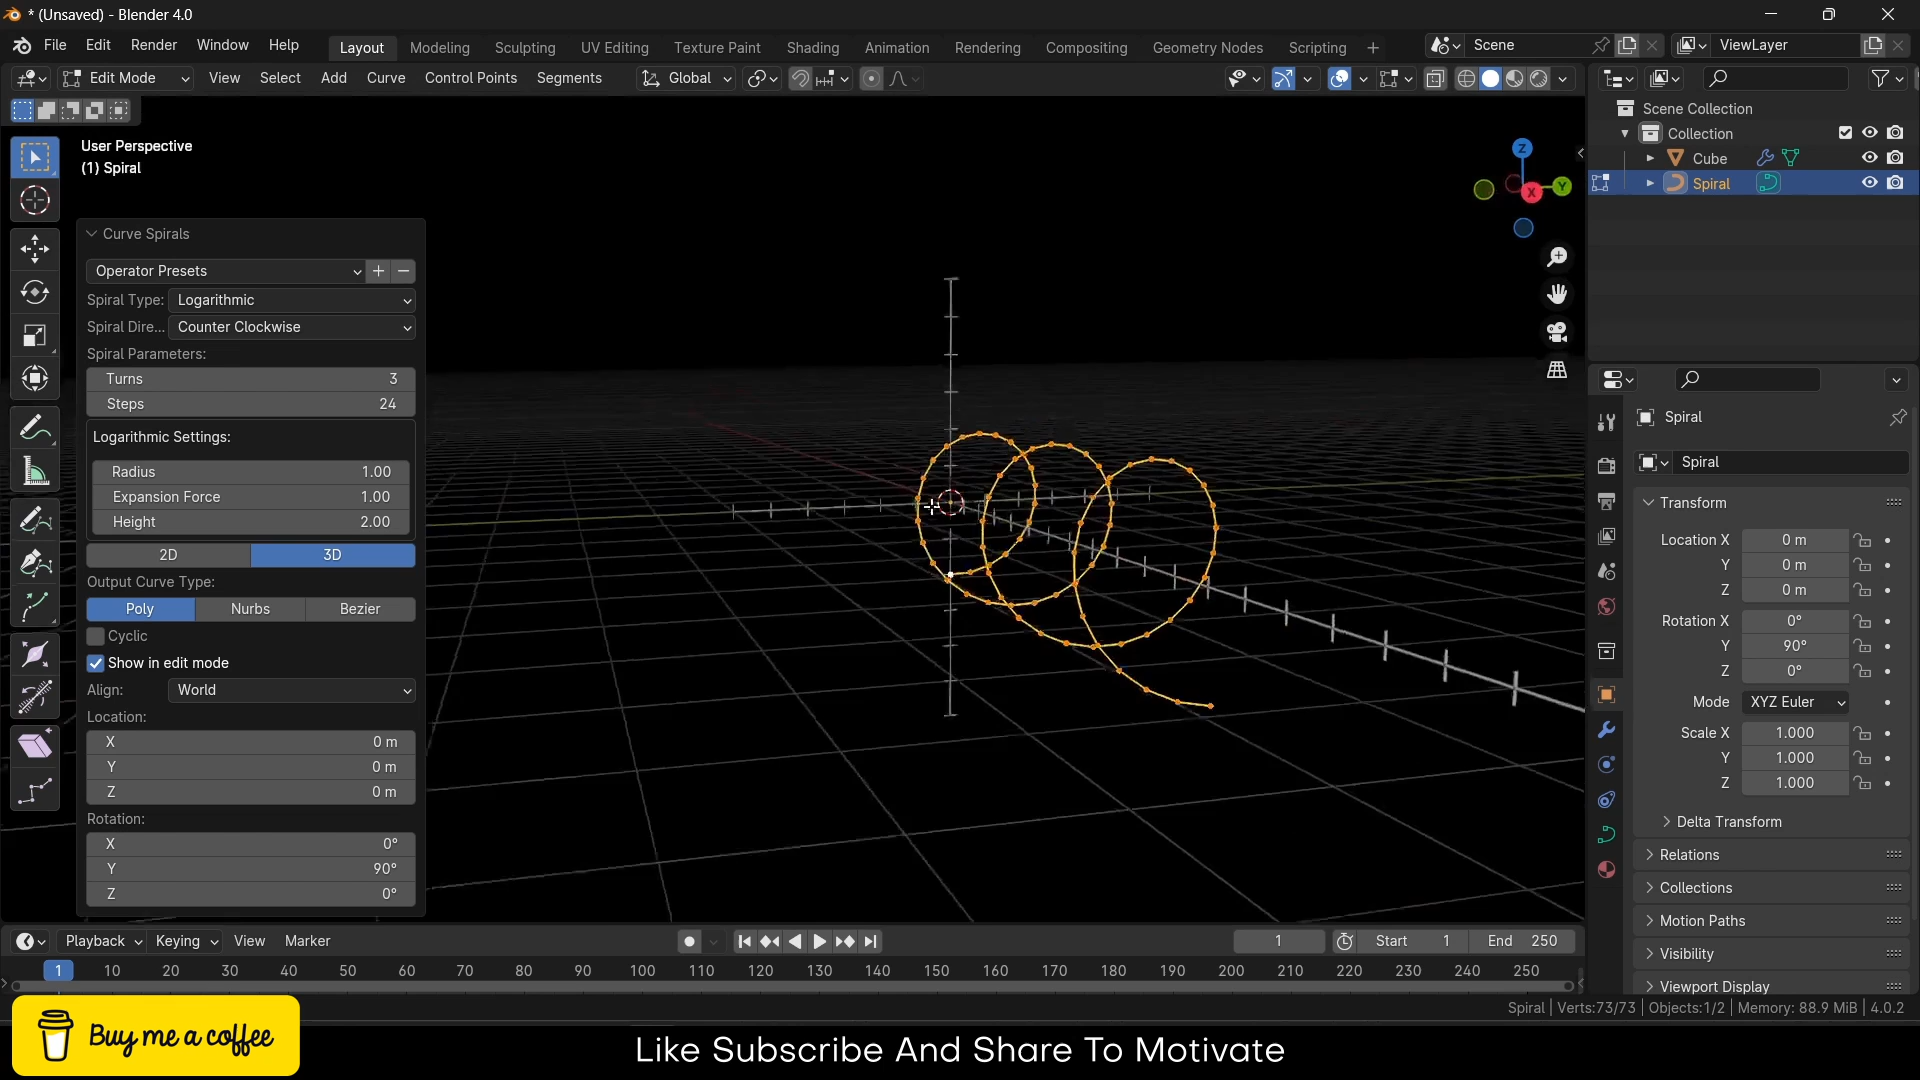 * (Unsaved) - Blender 4.0
File Edit Render Window Help Layout Modeling Sculpting UV Editing Texture Paint Shading Animation Rendering Compositing Geometry Nodes Scripting + Scene ViewLayer
Edit Mode View Select Add Curve Control Points Segments Global
User Perspective
(1) Spiral
Curve Spirals
Operator Presets
Spiral Type: Logarithmic
Spiral Dire... Counter Clockwise
Spiral Parameters:
Turns 3
Steps 24
Logarithmic Settings:
Radius 1.00
Expansion Force 1.00
Height 2.00
2D 3D
Output Curve Type:
Poly Nurbs Bezier
Cyclic
Show in edit mode
Align: World
Location:
X 0 m
Y 0 m
Z 0 m
Rotation:
X 0°
Y 90°
Z 0°
Z
Y
X
Scene Collection
Collection
Cube
Spiral
Spiral
Spiral
Transform
Location X 0 m
Y 0 m
Z 0 m
Rotation X 0°
Y 90°
Z 0°
Mode XYZ Euler
Scale X 1.000
Y 1.000
Z 1.000
Delta Transform
Relations
Collections
Motion Paths
Visibility
Viewport Display
Playback Keying View Marker 1 Start 1 End 250
1 10 20 30 40 50 60 70 80 90 100 110 120 130 140 150 160 170 180 190 200 210 220 230 240 250
Spiral | Verts:73/73 | Objects:1/2 | Memory: 88.9 MiB | 4.0.2
Buy me a coffee
Like Subscribe And Share To Motivate